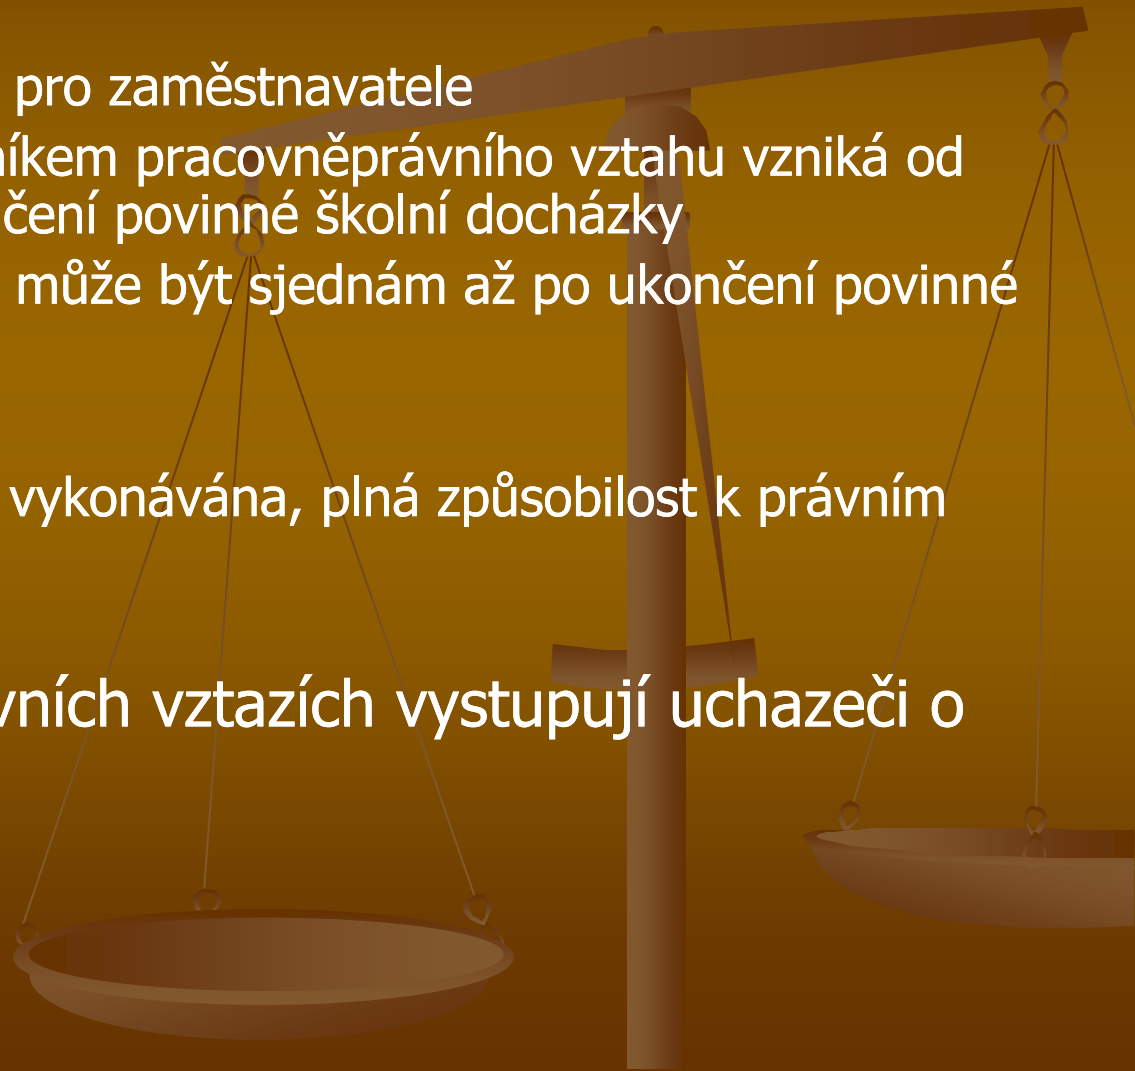 pro zaměstnavatele
níkem pracovněprávního vztahu vzniká od
čení povinné školní docházky
může být sjednám až po ukončení povinné
vykonávána, plná způsobilost k právním
vních vztazích vystupují uchazeči o